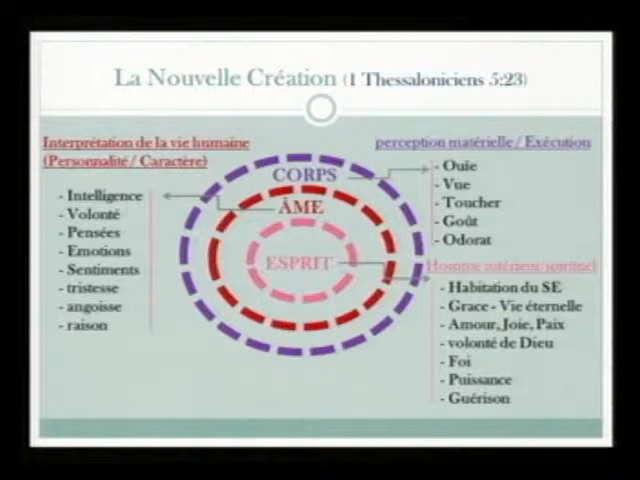 La Nouvelle Création (1 Thessaloniciens 5:23)
Interprétation de la vie humaine
(Personnalité / Caractère)
- Intelligence
- Volonté
- Pensées
- Emotions
- Sentiments
- tristesse
- angoisse
- raison
CORPS
ÂME
ESPRIT
perception matérielle / Exécution
- Ouïe
- Vue
- Toucher
- Goût
- Odorat
Homme intérieur/spirituel
- Habitation du SE
- Grace - Vie éternelle
- Amour, Joie, Paix
- volonté de Dieu
- Foi
- Puissance
- Guérison